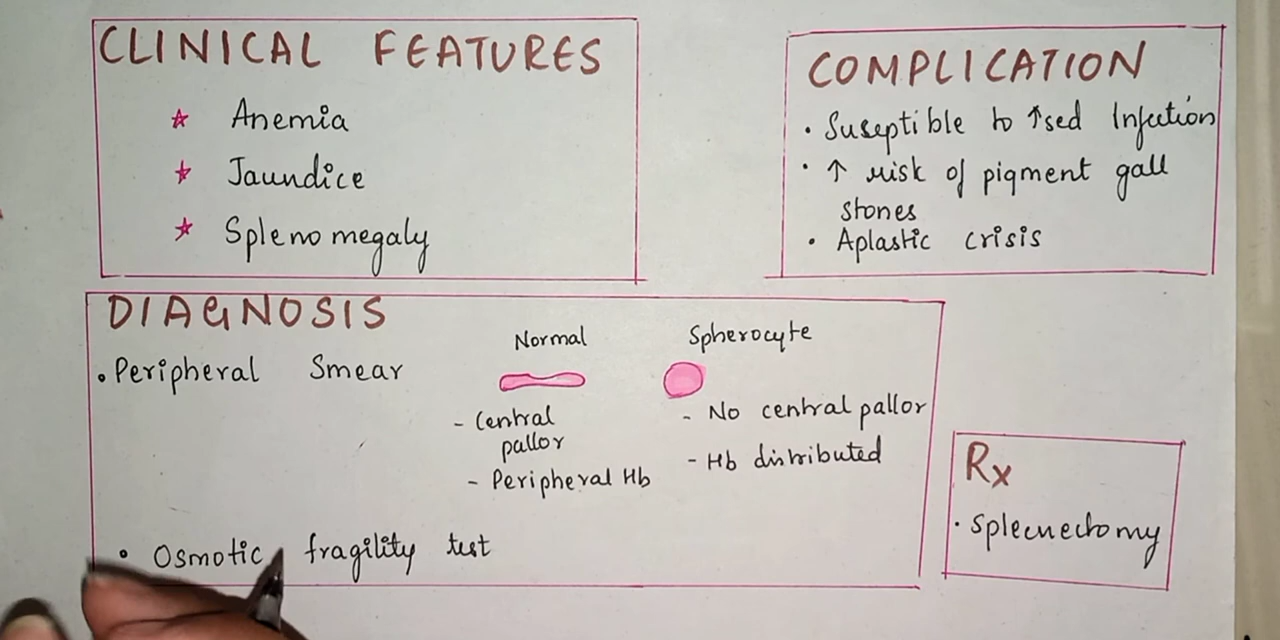 CLINICAL FEATURES
☆ Anemia
☆ Jaundice
☆ Splenomegaly
COMPLICATION
• Suseptible to ↑sed Infection
• ↑ risk of pigment gall
stones
• Aplastic crisis
DIAGNOSIS
• Peripheral Smear
Normal
- Central
pallor
- Peripheral Hb
Spherocyte
- No central pallor
- Hb distributed
• Osmotic fragility test
Rx
• Splecnectomy